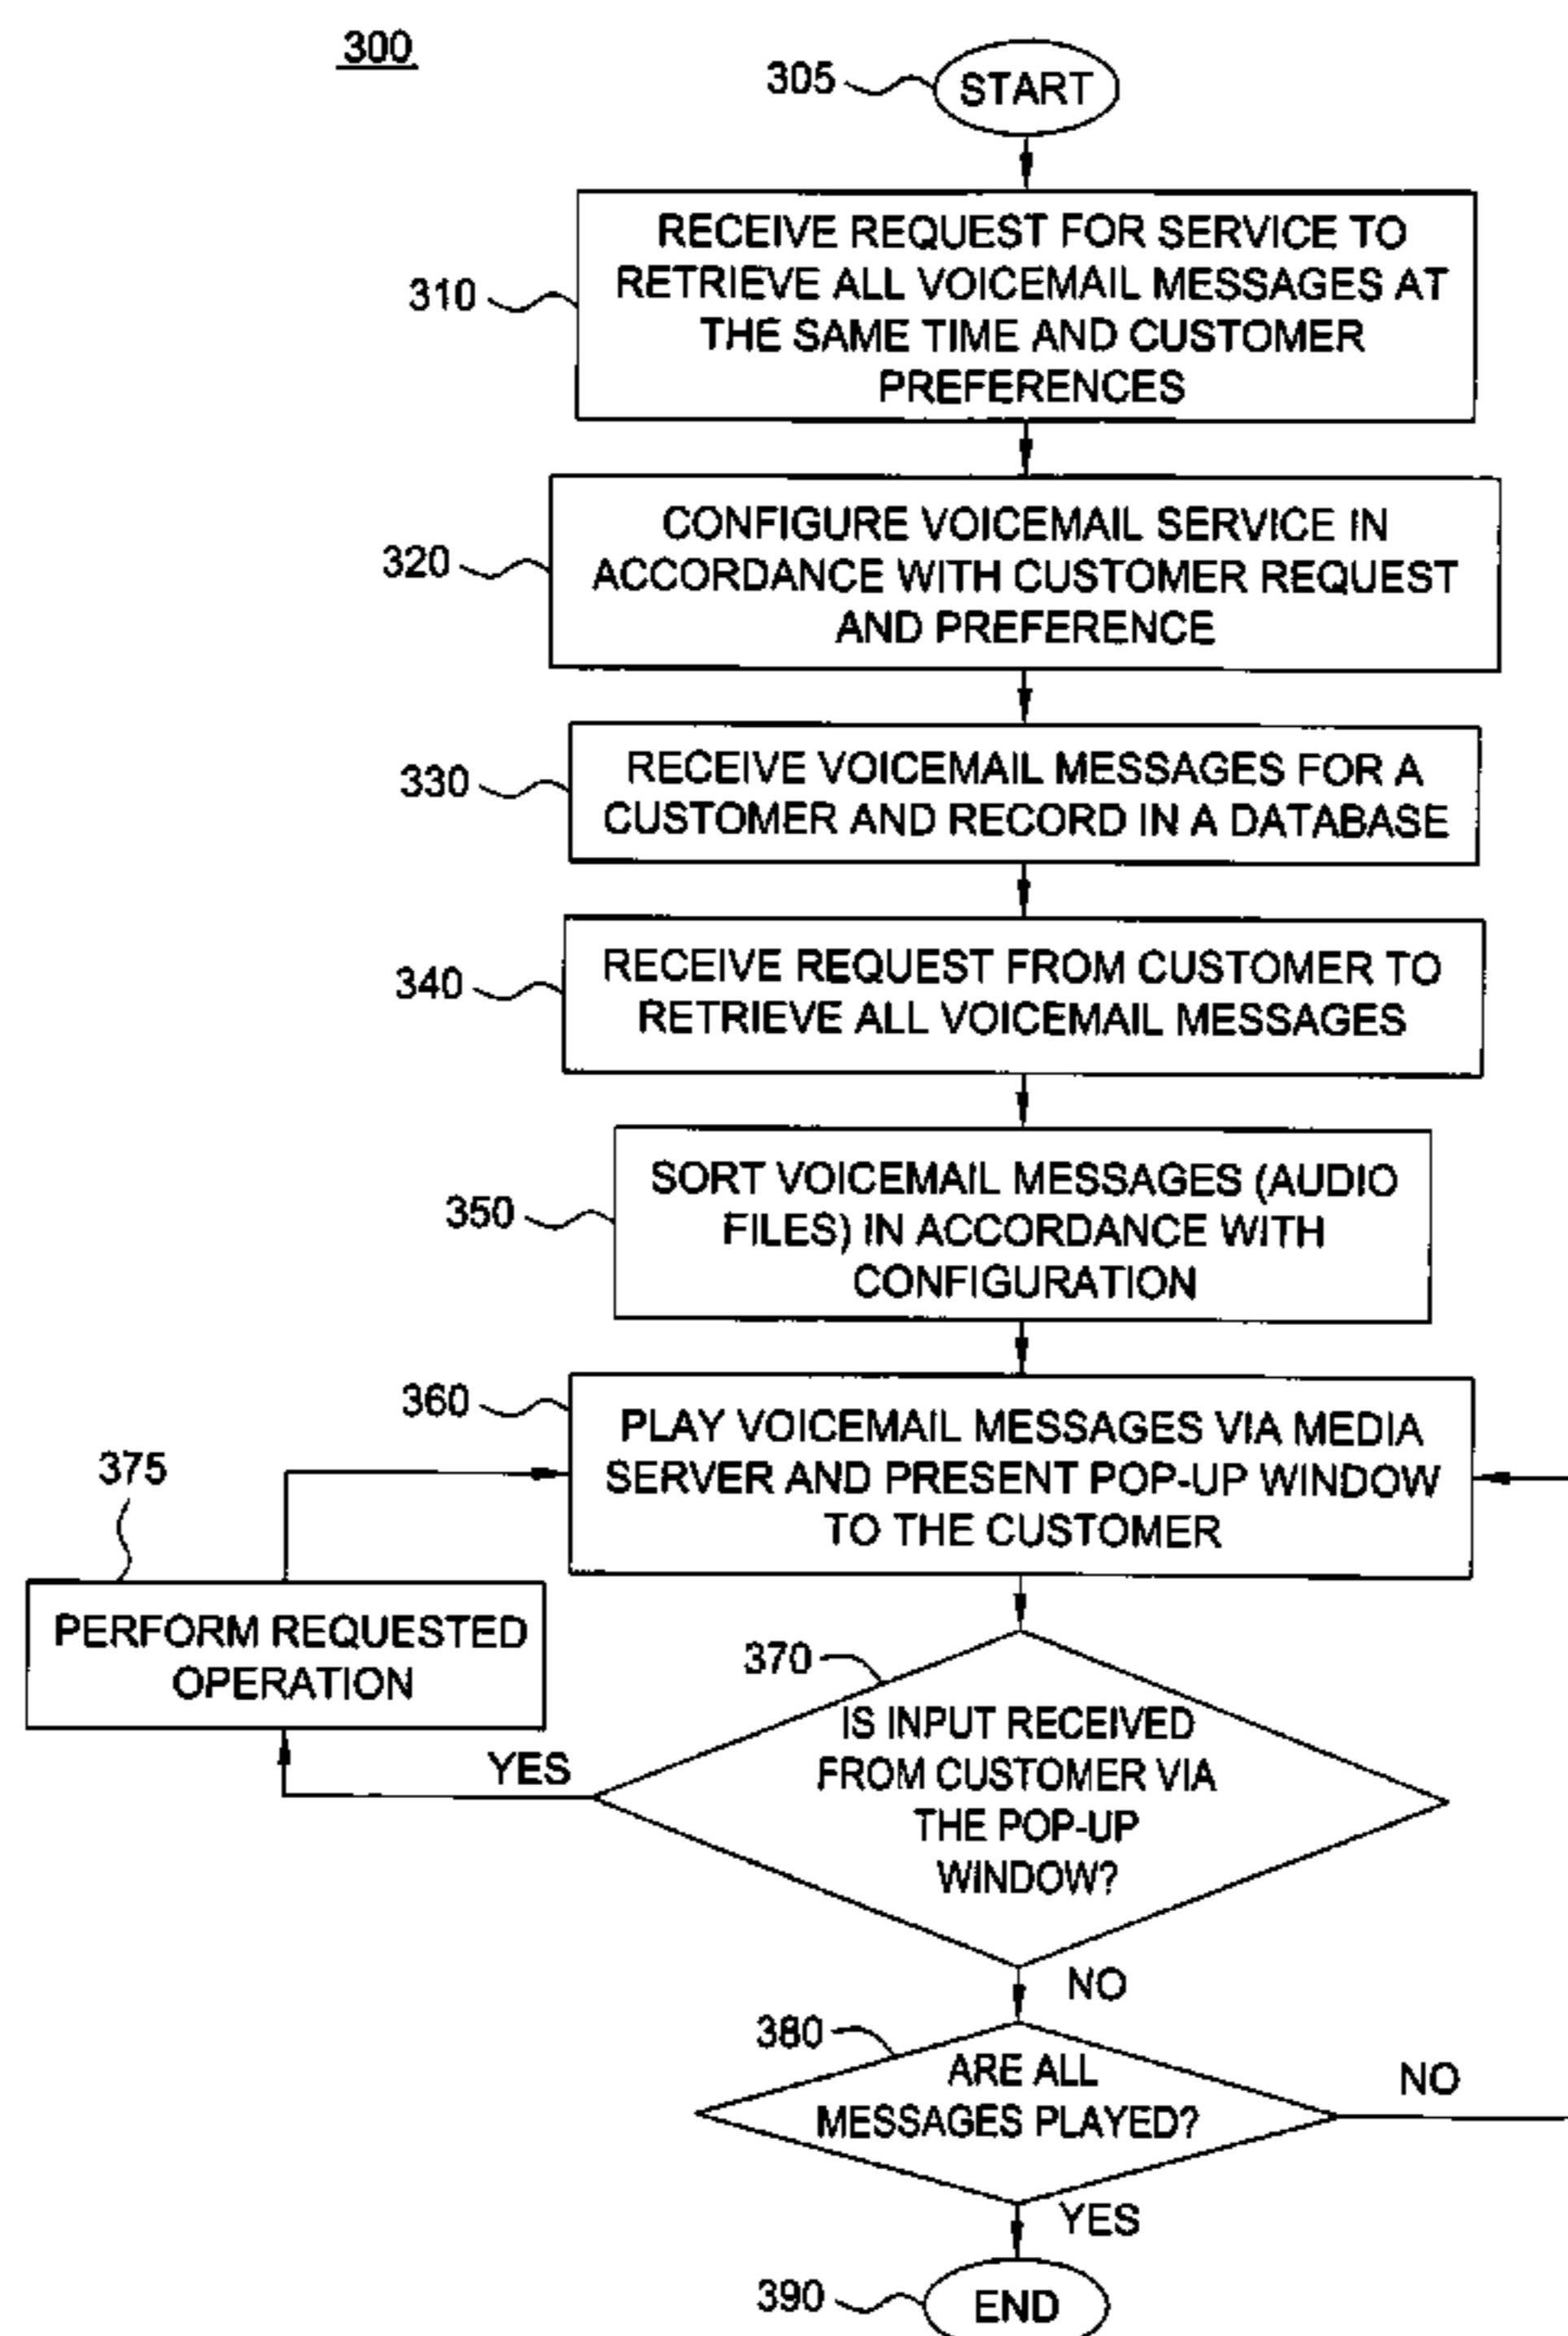 300
305
START
310
RECEIVE REQUEST FOR SERVICE TO
RETRIEVE ALL VOICEMAIL MESSAGES AT
THE SAME TIME AND CUSTOMER
PREFERENCES
320
CONFIGURE VOICEMAIL SERVICE IN
ACCORDANCE WITH CUSTOMER REQUEST
AND PREFERENCE
330
RECEIVE VOICEMAIL MESSAGES FOR A
CUSTOMER AND RECORD IN A DATABASE
340
RECEIVE REQUEST FROM CUSTOMER TO
RETRIEVE ALL VOICEMAIL MESSAGES
350
SORT VOICEMAIL MESSAGES (AUDIO
FILES) IN ACCORDANCE WITH
CONFIGURATION
360
PLAY VOICEMAIL MESSAGES VIA MEDIA
SERVER AND PRESENT POP-UP WINDOW
TO THE CUSTOMER
375
PERFORM REQUESTED
OPERATION
370
IS INPUT RECEIVED
FROM CUSTOMER VIA
THE POP-UP
WINDOW?
YES
NO
380
ARE ALL
MESSAGES PLAYED?
NO
YES
390
END